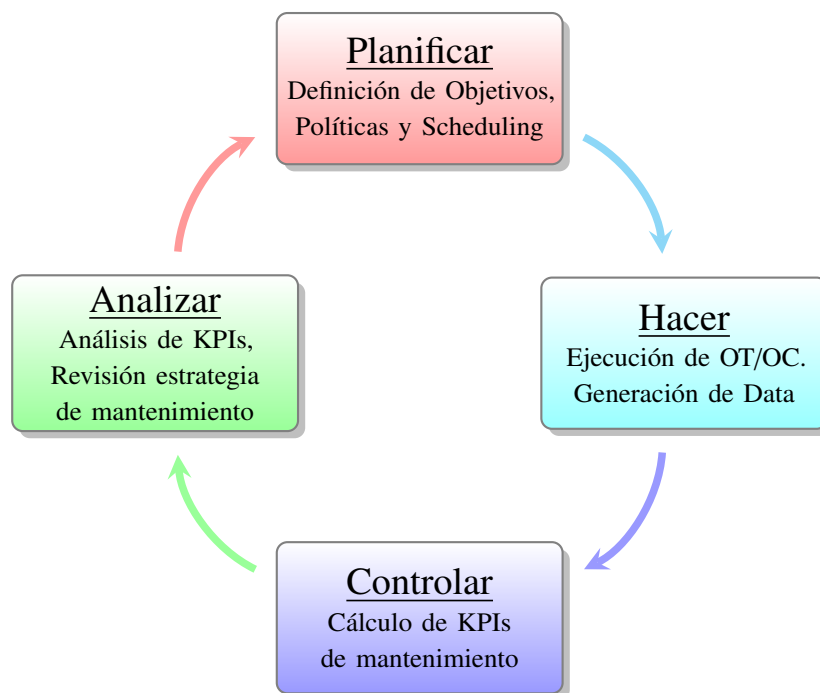 Planificar
Definición de Objetivos,
Políticas y Scheduling
Analizar
Análisis de KPIs,
Revisión estrategia
de mantenimiento
Hacer
Ejecución de OT/OC.
Generación de Data
Controlar
Cálculo de KPIs
de mantenimiento